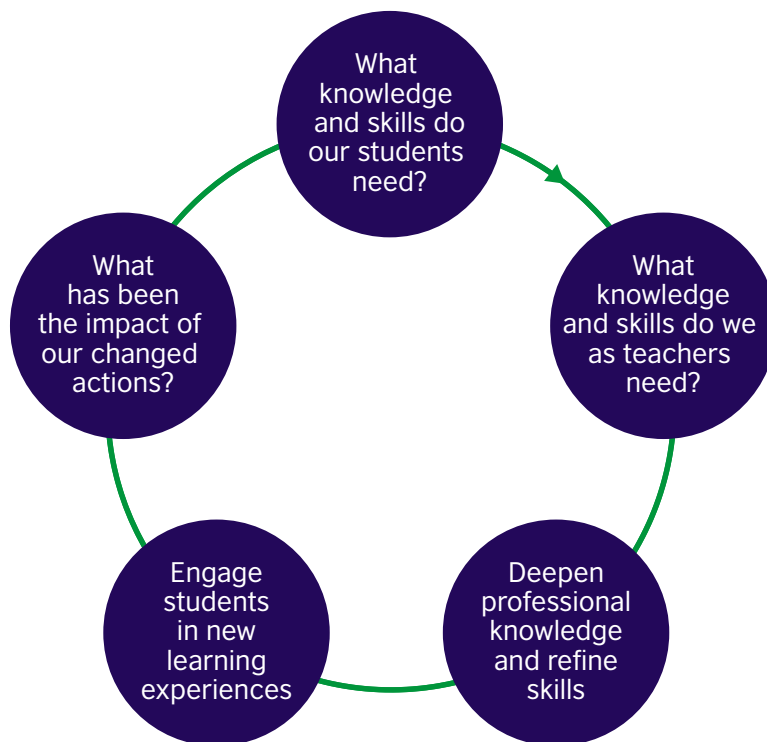 What
knowledge
and skills do
our students
need?
What
knowledge
and skills do we
as teachers
need?
Deepen
professional
knowledge
and refine
skills
Engage
students
in new
learning
experiences
What
has been
the impact of
our changed
actions?